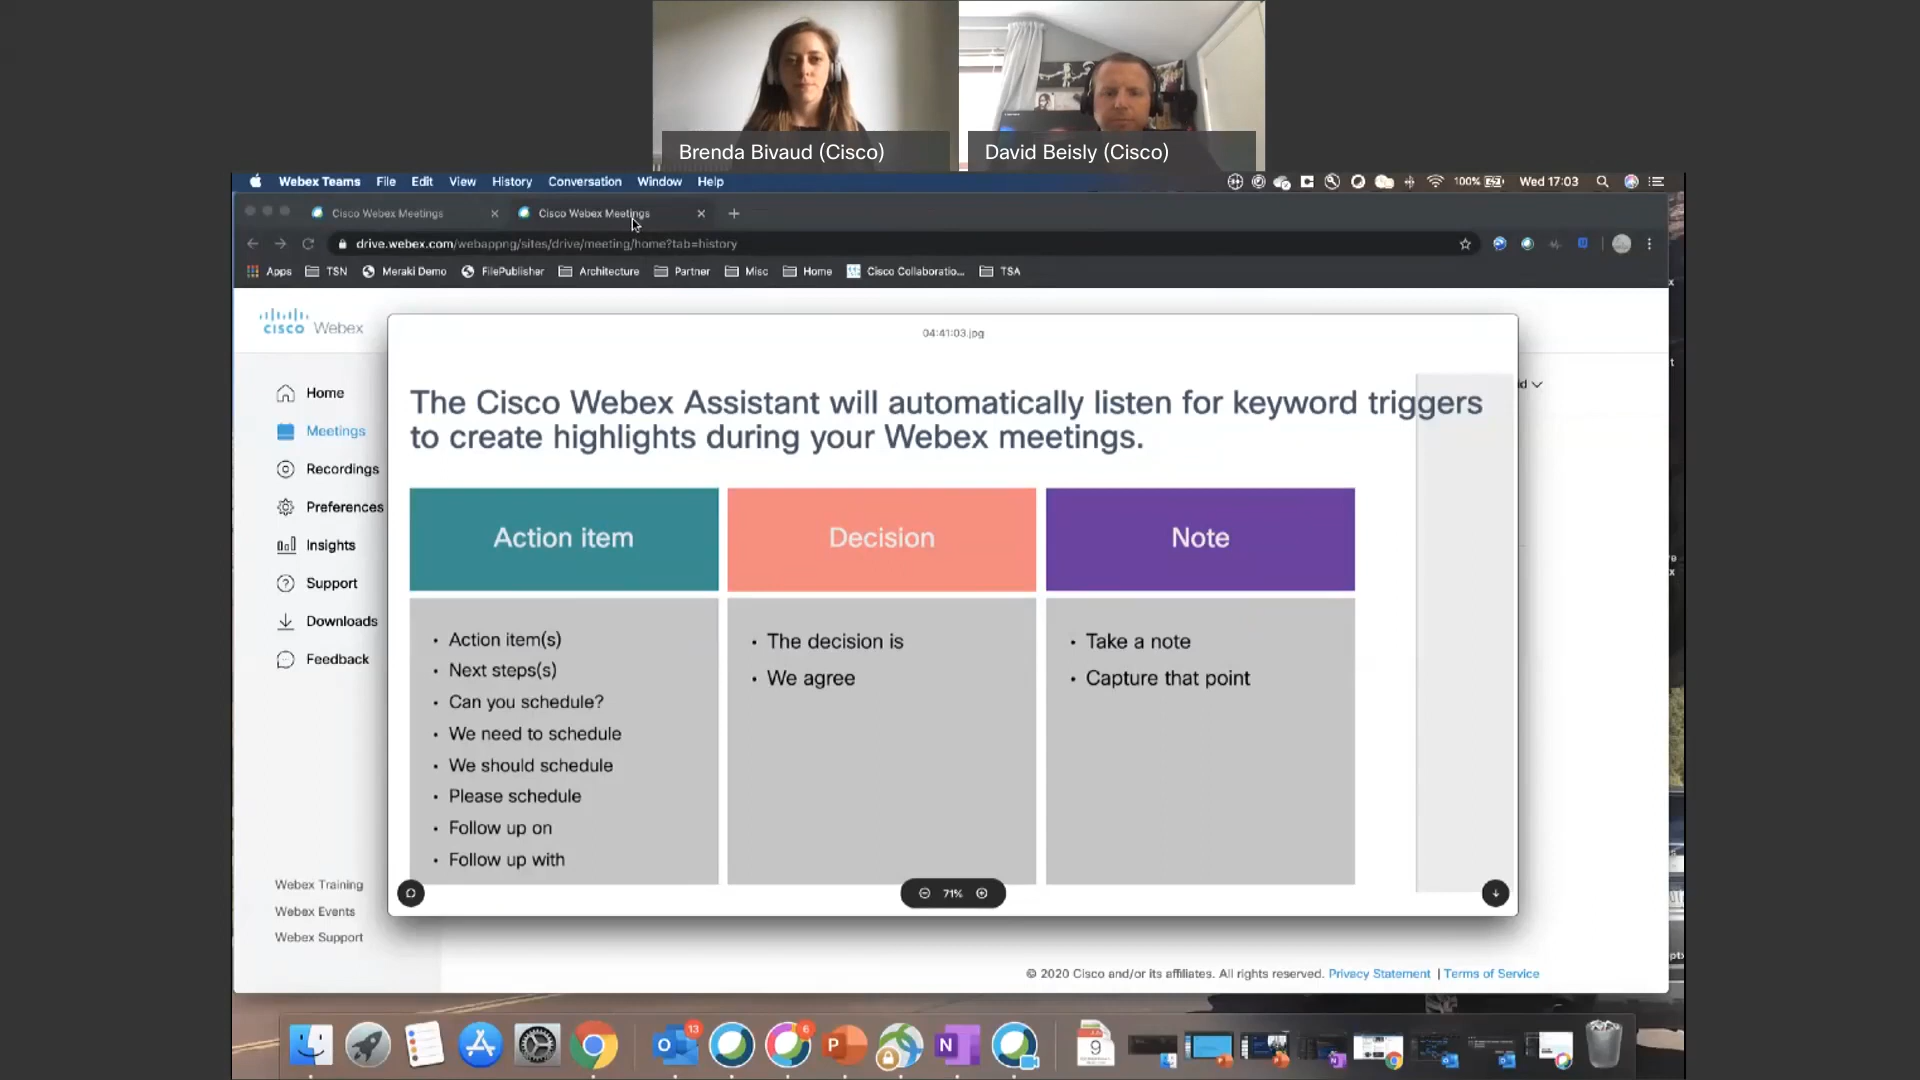 Brenda Bivaud (Cisco)
David Beisly (Cisco)
Webex Teams File Edit View History Conversation Window Help
100% Wed 17:03
Cisco Webex Meetings
Cisco Webex Meetings
drive.webex.com/webappng/sites/drive/meeting/home?tab=history
Apps TSN Meraki Demo FilePublisher Architecture Partner Misc Home Cisco Collaboratio... TSA
CISCO Webex
04:41:03.jpg
Home
Meetings
Recordings
Preferences
Insights
Support
Downloads
Feedback
Webex Training
Webex Events
Webex Support
The Cisco Webex Assistant will automatically listen for keyword triggers
to create highlights during your Webex meetings.
Action item
• Action item(s)
• Next steps(s)
• Can you schedule?
• We need to schedule
• We should schedule
• Please schedule
• Follow up on
• Follow up with
Decision
• The decision is
• We agree
Note
• Take a note
• Capture that point
71%
© 2020 Cisco and/or its affiliates. All rights reserved. Privacy Statement | Terms of Service
13
6
9